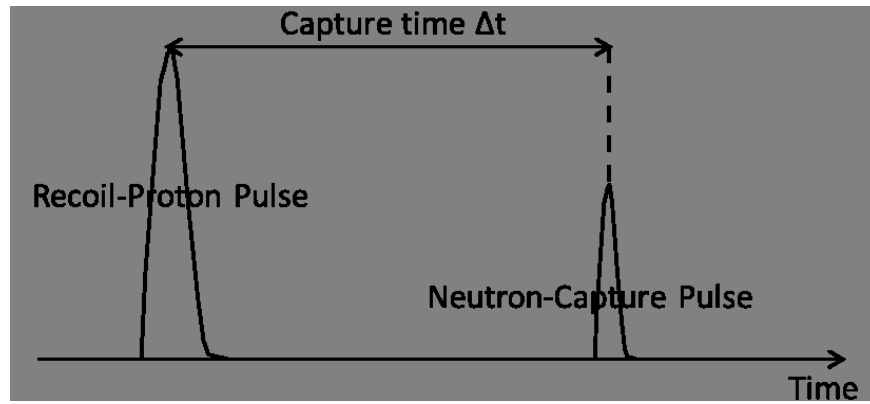 Capture time Δt
Recoil-Proton Pulse
Neutron-Capture Pulse
Time